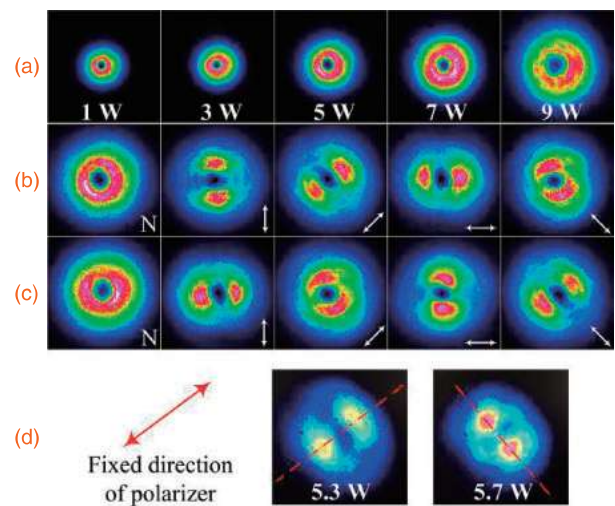 (a)
1 W 3 W 5 W 7 W 9 W
(b)
N
(c)
N
(d)
Fixed direction
of polarizer
5.3 W 5.7 W